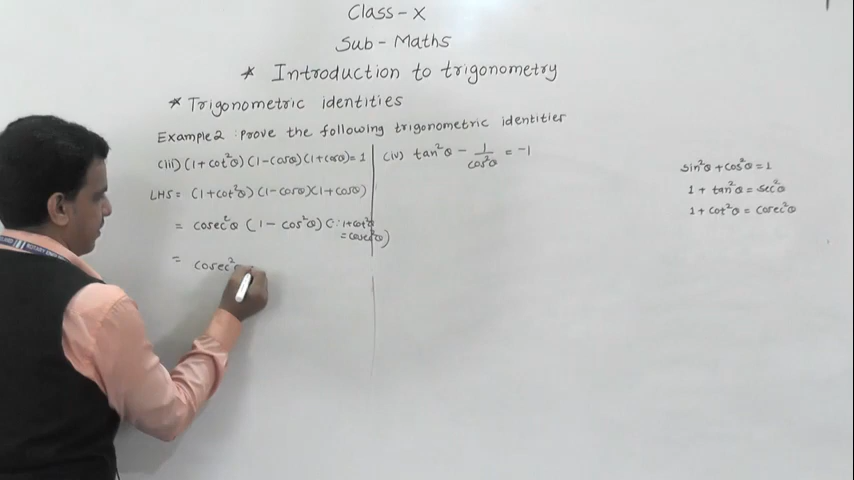 Class-X
Sub-Maths
* Introduction to trigonometry
* Trigonometric identities
Example 2 : Prove the following trigonometric identities
(iii) (1+cot²θ)(1-cosθ)(1+cosθ)=1
LHS = (1+cot²θ)(1-cosθ)(1+cosθ)
= cosec²θ (1-cos²θ) (∵1+cot²θ
=cosec²θ)
= cosec²θ
(iv) tan²θ - 1/cos²θ = -1
sin²θ+cos²θ=1
1+tan²θ=sec²θ
1+cot²θ=cosec²θ